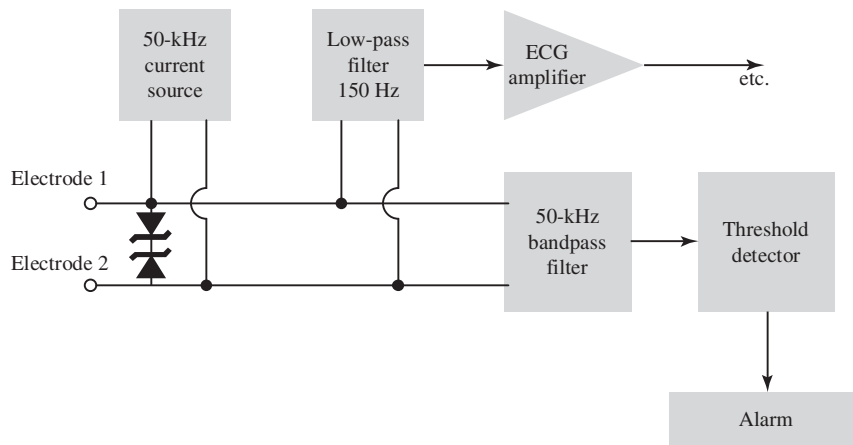 50-kHz
current
source
Low-pass
filter
150 Hz
ECG
amplifier
etc.
Electrode 1
Electrode 2
50-kHz
bandpass
filter
Threshold
detector
Alarm